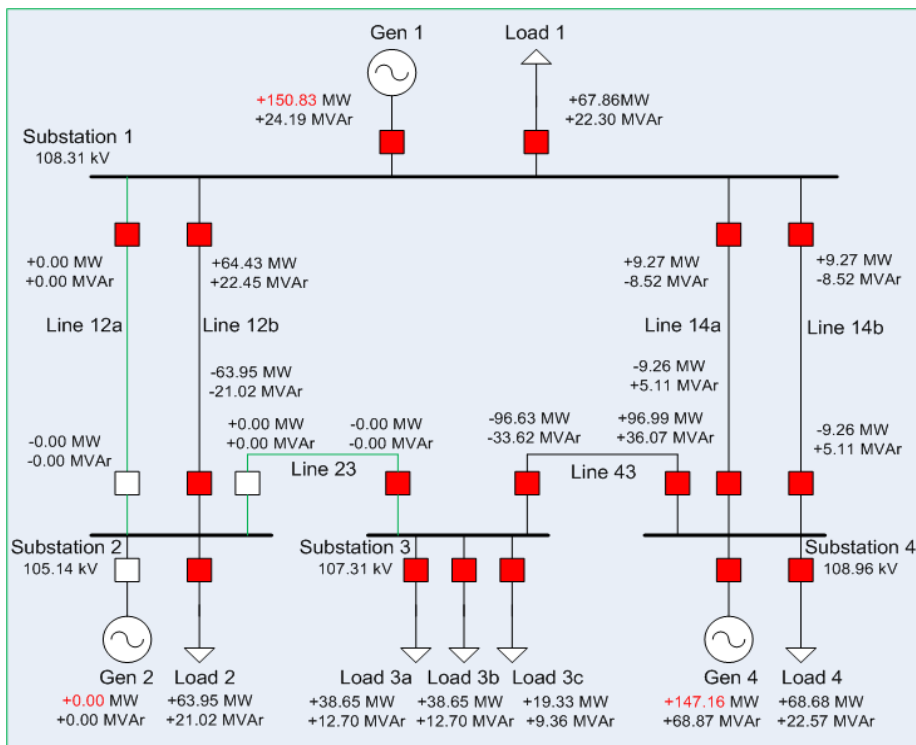 Gen 1
Load 1
+150.83 MW
+24.19 MVAr
+67.86MW
+22.30 MVAr
Substation 1
108.31 kV
+0.00 MW
+0.00 MVAr
+64.43 MW
+22.45 MVAr
+9.27 MW
-8.52 MVAr
+9.27 MW
-8.52 MVAr
Line 12a
Line 12b
Line 14a
Line 14b
-63.95 MW
-21.02 MVAr
-9.26 MW
+5.11 MVAr
+0.00 MW
+0.00 MVAr
-0.00 MW
-0.00 MVAr
-96.63 MW
-33.62 MVAr
+96.99 MW
+36.07 MVAr
-0.00 MW
-0.00 MVAr
-9.26 MW
+5.11 MVAr
Line 23
Line 43
Substation 2
105.14 kV
Substation 3
107.31 kV
Substation 4
108.96 kV
Gen 2
+0.00 MW
+0.00 MVAr
Load 2
+63.95 MW
+21.02 MVAr
Load 3a
+38.65 MW
+12.70 MVAr
Load 3b
+38.65 MW
+12.70 MVAr
Load 3c
+19.33 MW
+9.36 MVAr
Gen 4
+147.16 MW
+68.87 MVAr
Load 4
+68.68 MW
+22.57 MVAr